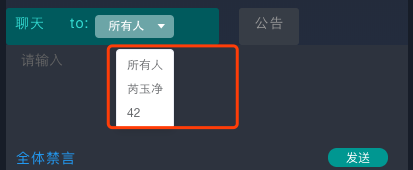 聊天 to: 所有人 公告
请输入
所有人
芮玉净
42
全体禁言 发送